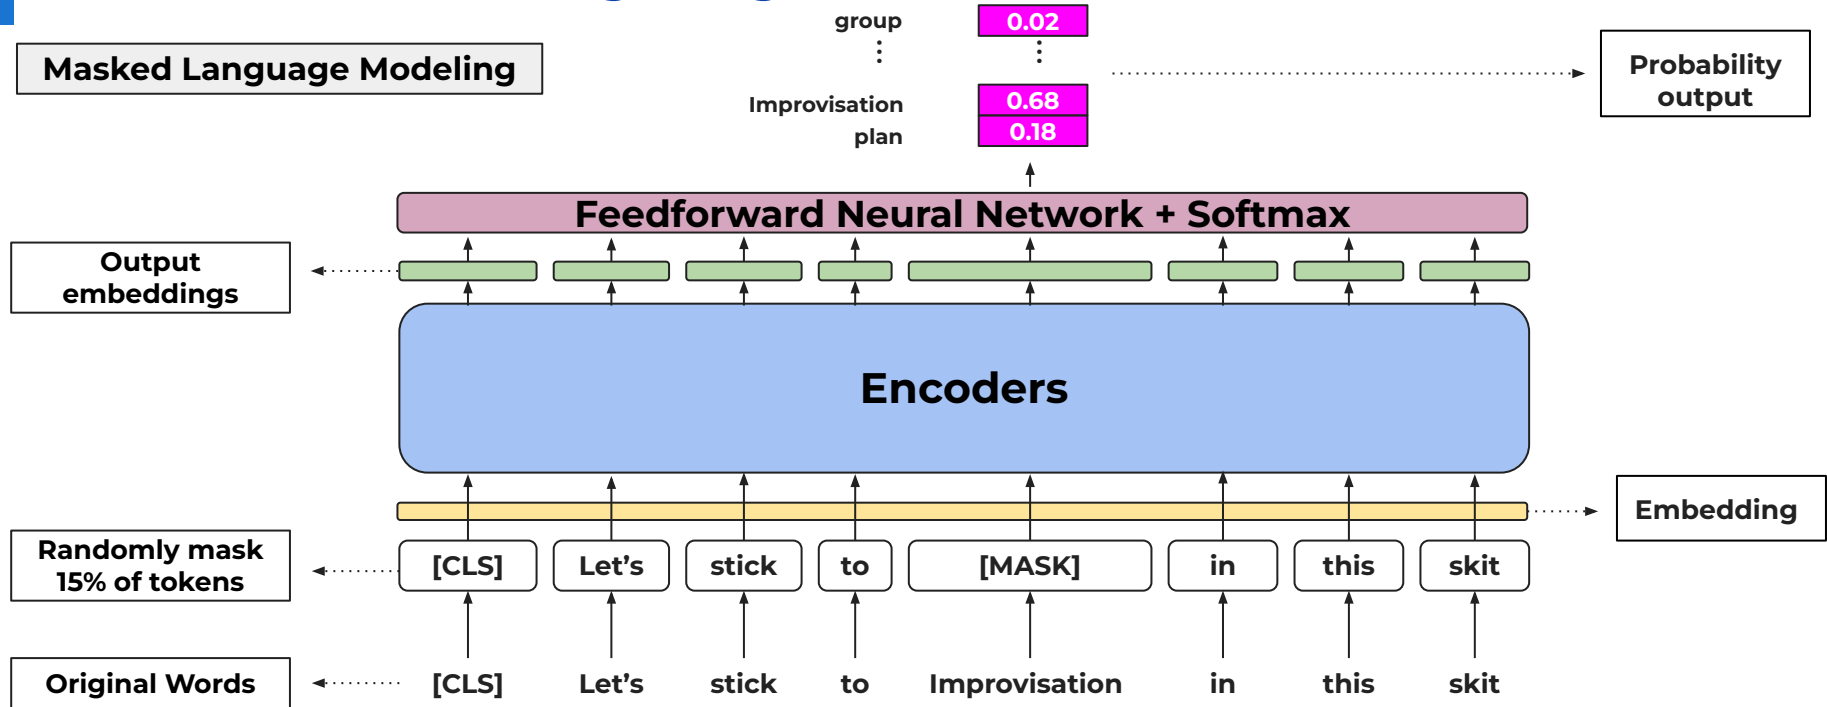 group 0.02
Masked Language Modeling
Probability
output
Improvisation 0.68
plan 0.18
Feedforward Neural Network + Softmax
Output
embeddings
Encoders
Embedding
Randomly mask
15% of tokens
[CLS] Let's stick to [MASK] in this skit
Original Words
[CLS] Let's stick to Improvisation in this skit